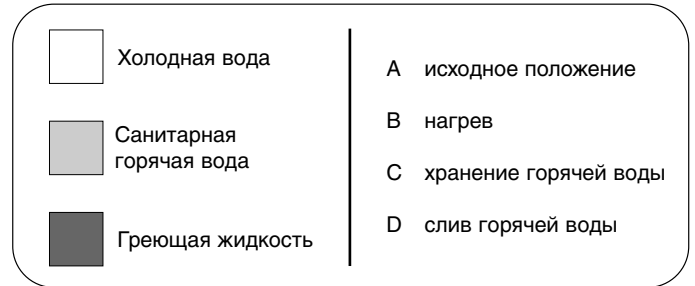 Холодная вода
Санитарная
горячая вода
Греющая жидкость
A исходное положение
B нагрев
C хранение горячей воды
D слив горячей воды